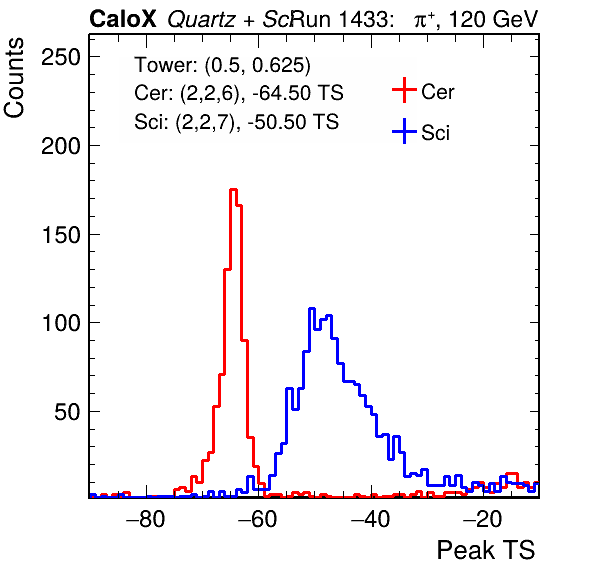 CaloX Quartz + ScRun 1433: π⁺, 120 GeV
Counts
Tower: (0.5, 0.625)
Cer: (2,2,6), -64.50 TS
Sci: (2,2,7), -50.50 TS
Cer
Sci
250
200
150
100
50
−80 −60 −40 −20
Peak TS